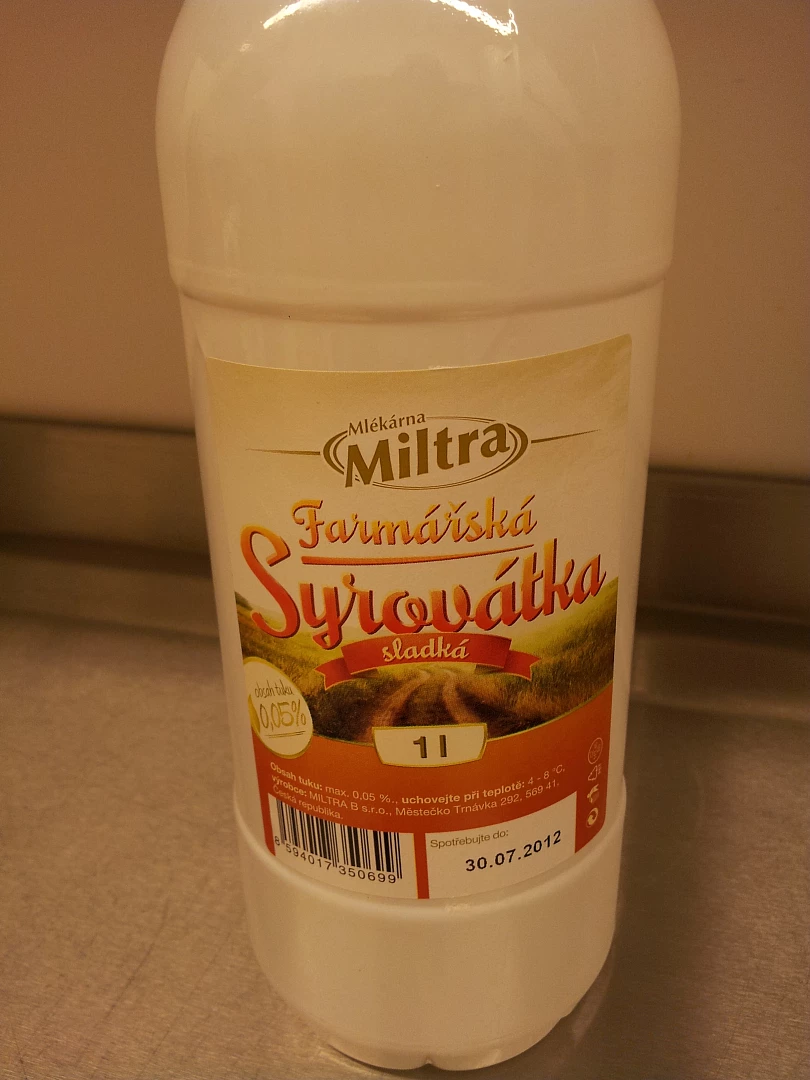 Mlékárna
Miltra
Farmářská
Syrovátka
sladká
obsah tuku
0,05%
1 l
Obsah tuku: max. 0,05 %., uchovejte při teplotě: 4 - 8 °C.
výrobce: MILTRA B s.r.o., Městečko Trnávka 292, 569 41.
Česká republika.
8 594017 350699
Spotřebujte do:
30.07.2012